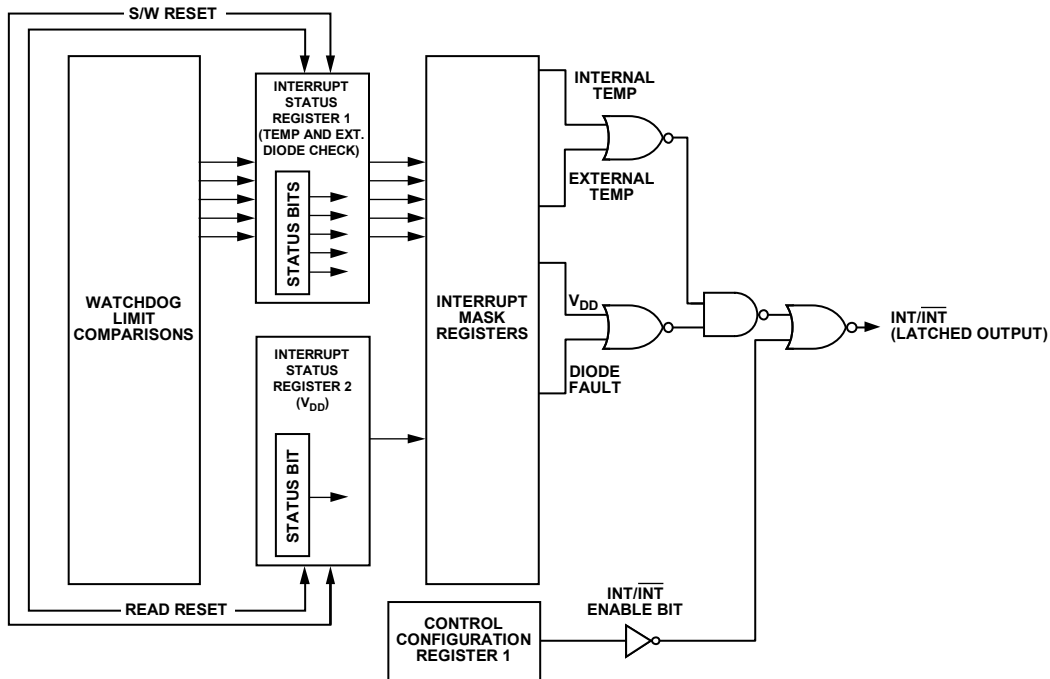 S/W RESET
INTERRUPT
STATUS
REGISTER 1
(TEMP AND EXT.
DIODE CHECK)
STATUS BITS
WATCHDOG
LIMIT
COMPARISONS
INTERRUPT
STATUS
REGISTER 2
(VDD)
STATUS BIT
READ RESET
INTERRUPT
MASK
REGISTERS
INTERNAL
TEMP
EXTERNAL
TEMP
VDD
DIODE
FAULT
INT/INT
(LATCHED OUTPUT)
INT/INT
ENABLE BIT
CONTROL
CONFIGURATION
REGISTER 1